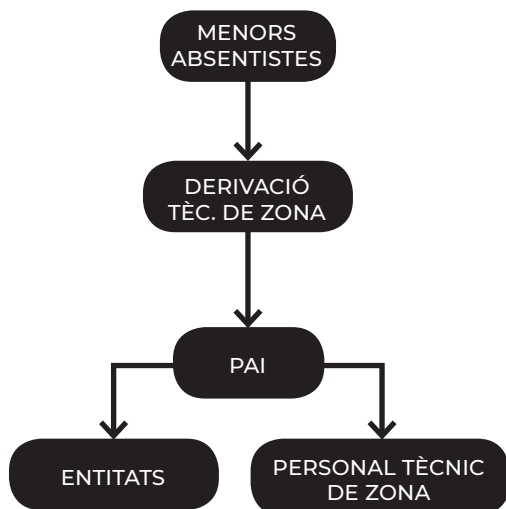 MENORS
ABSENTISTES
DERIVACIÓ
TÈC. DE ZONA
PAI
ENTITATS
PERSONAL TÈCNIC
DE ZONA